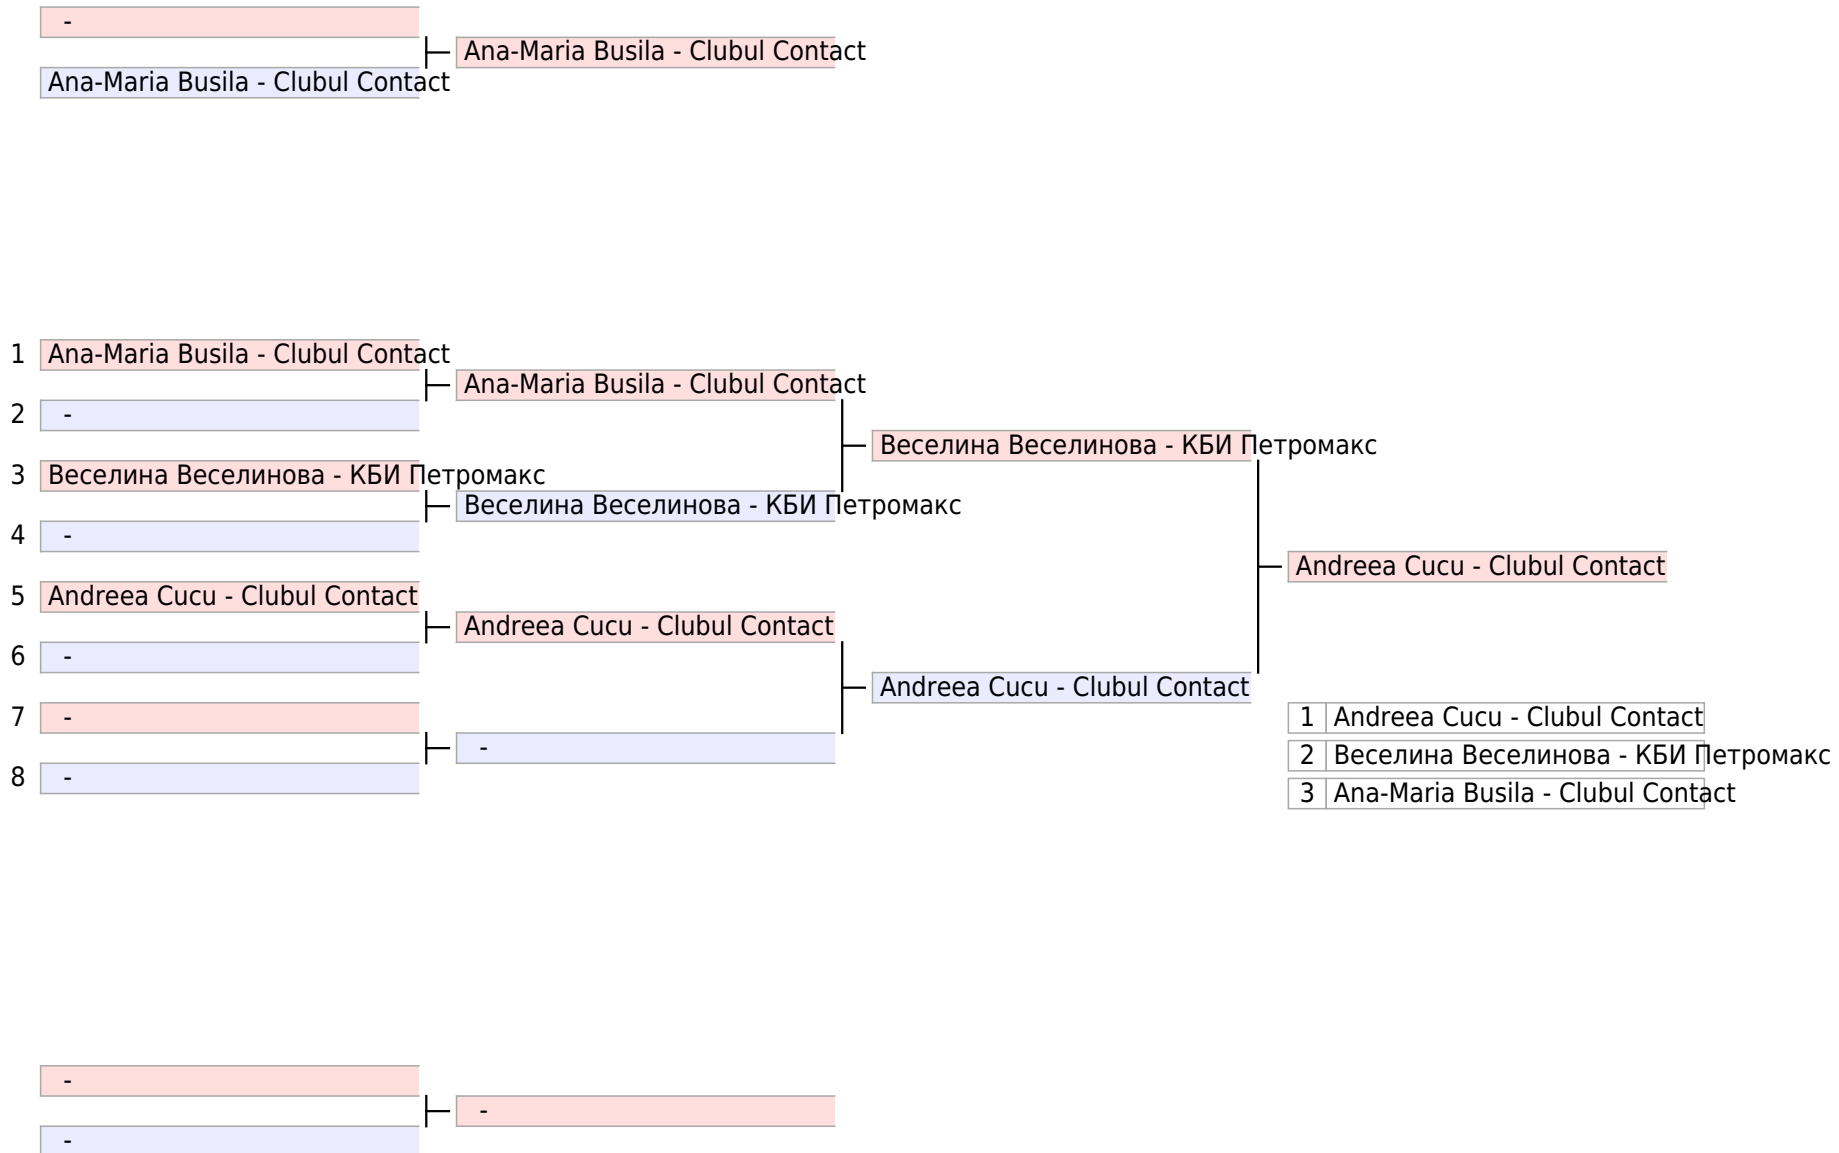 -
Ana-Maria Busila - Clubul Contact
Ana-Maria Busila - Clubul Contact
1 Ana-Maria Busila - Clubul Contact
Ana-Maria Busila - Clubul Contact
2 -
Веселина Веселинова - КБИ Петромакс
3 Веселина Веселинова - КБИ Петромакс
Веселина Веселинова - КБИ Петромакс
4 -
Andreea Cucu - Clubul Contact
5 Andreea Cucu - Clubul Contact
Andreea Cucu - Clubul Contact
6 -
Andreea Cucu - Clubul Contact
7 -
1 Andreea Cucu - Clubul Contact
-
2 Веселина Веселинова - КБИ Петромакс
8 -
3 Ana-Maria Busila - Clubul Contact
-
-
-